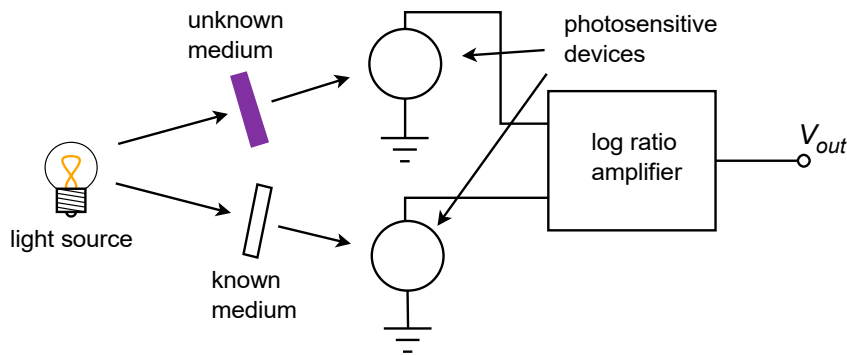 unknown
medium
photosensitive
devices
log ratio
amplifier
V_out
light source
known
medium